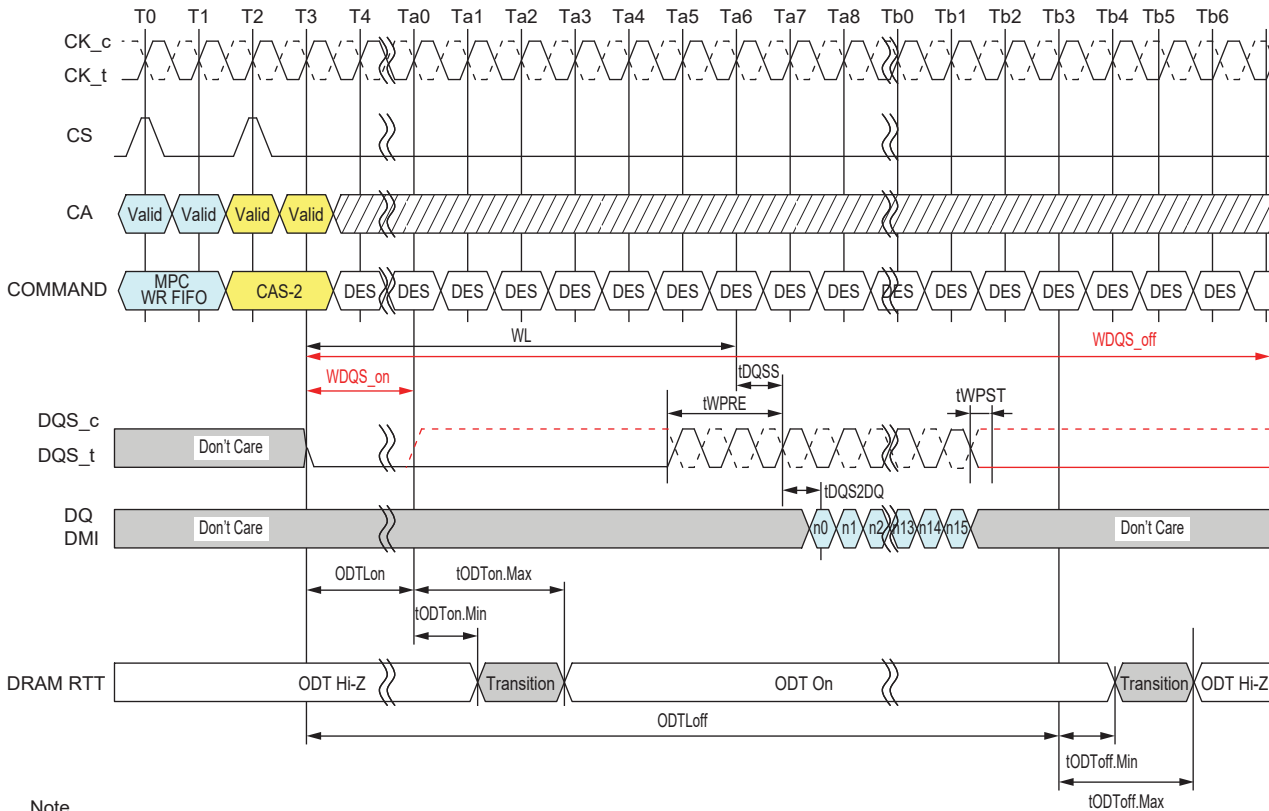 T0 T1 T2 T3 T4 Ta0 Ta1 Ta2 Ta3 Ta4 Ta5 Ta6 Ta7 Ta8 Tb0 Tb1 Tb2 Tb3 Tb4 Tb5 Tb6
CK_c
CK_t
CS
CA Valid Valid Valid Valid
COMMAND MPC WR FIFO CAS-2 DES DES DES DES DES DES DES DES DES DES DES DES DES DES DES DES DES
WL
WDQS_off
WDQS_on
tDQSS
tWPRE
tWPST
DQS_c
DQS_t
Don't Care
tDQS2DQ
DQ
DMI
Don't Care n0 n1 n2 n13 n14 n15 Don't Care
ODTLon
tODTon.Max
tODTon.Min
DRAM RTT ODT Hi-Z Transition ODT On Transition ODT Hi-Z
ODTLoff
tODToff.Min
tODToff.Max
Note